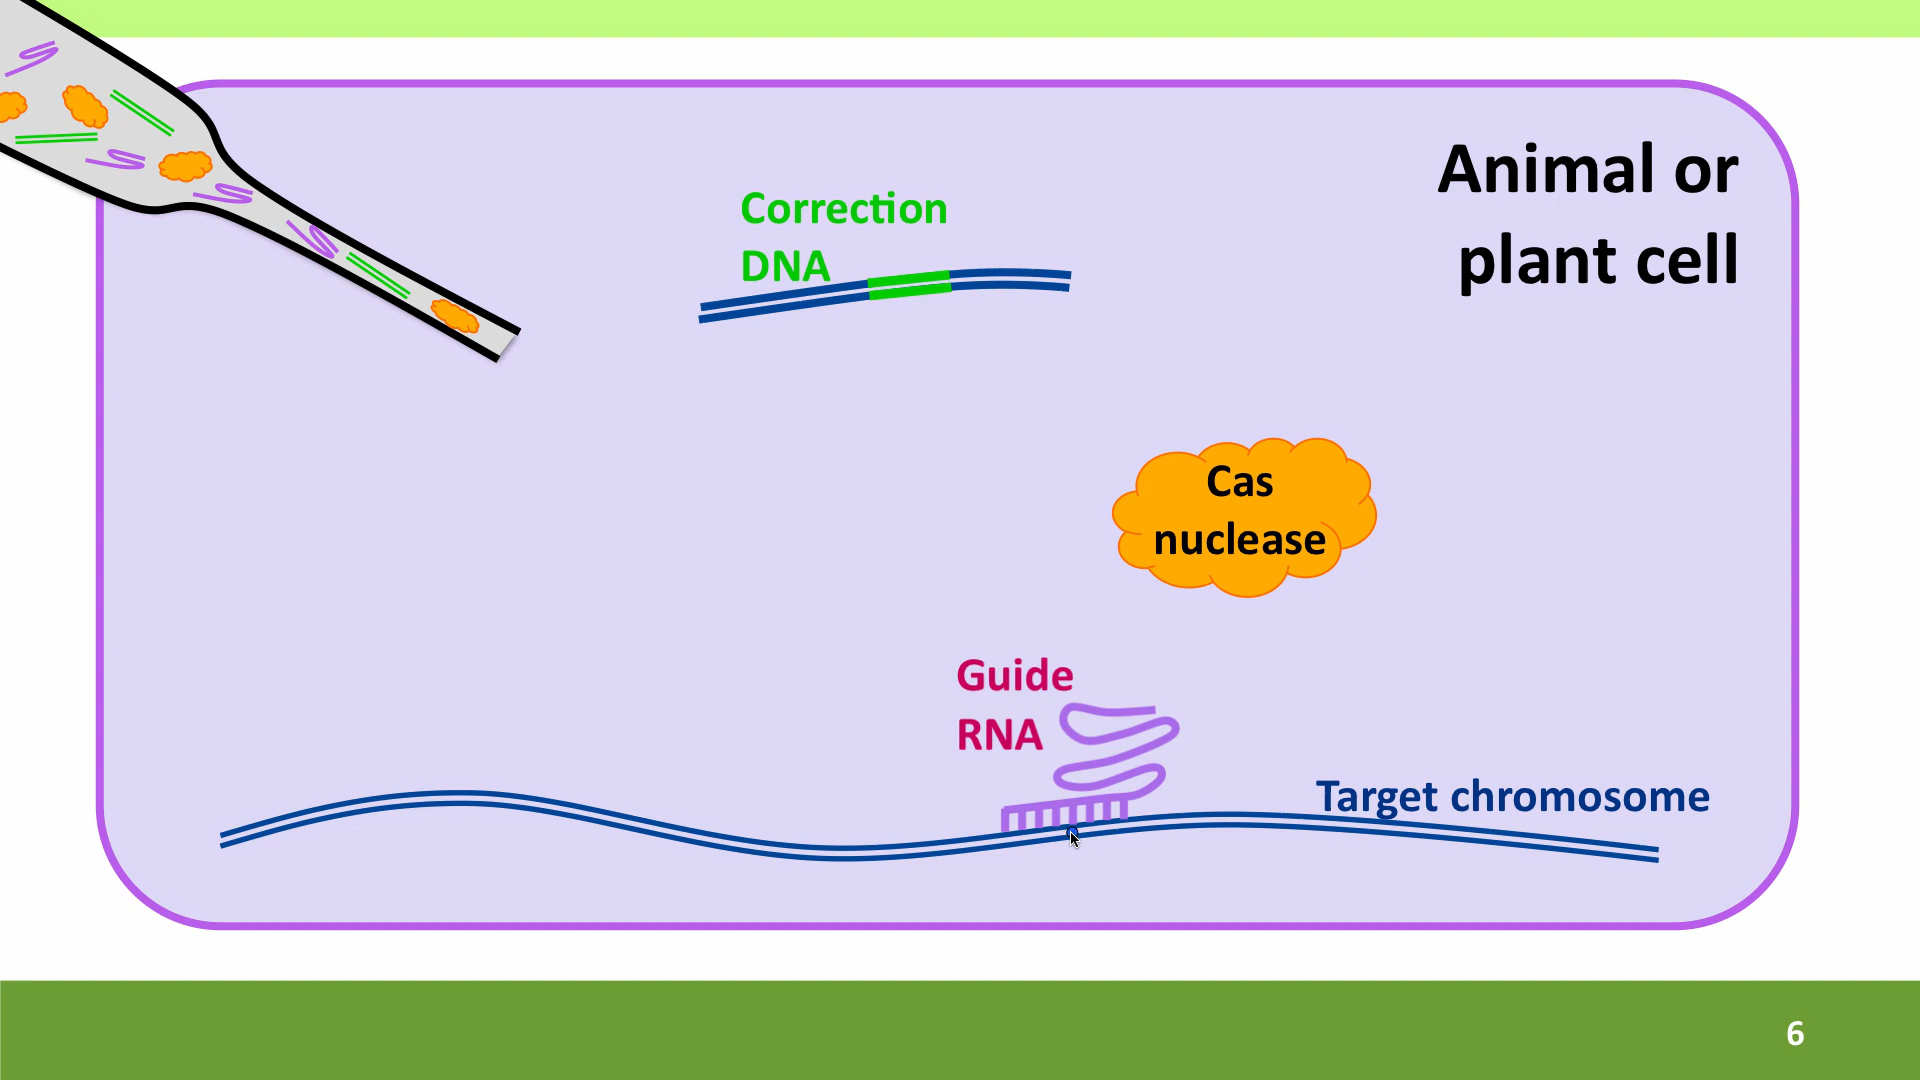 Animal or
plant cell
Correction
DNA
Cas
nuclease
Guide
RNA
Target chromosome
6